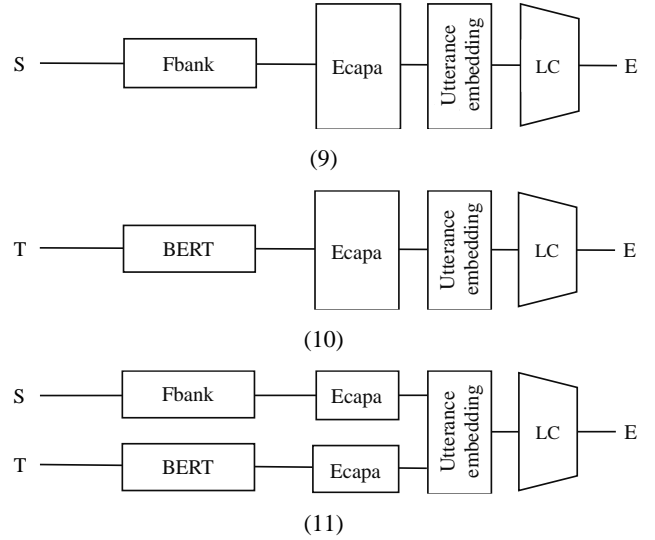 S Fbank Ecapa Utterance embedding LC E
(9)
T BERT Ecapa Utterance embedding LC E
(10)
S Fbank Ecapa Utterance embedding LC E
T BERT Ecapa
(11)